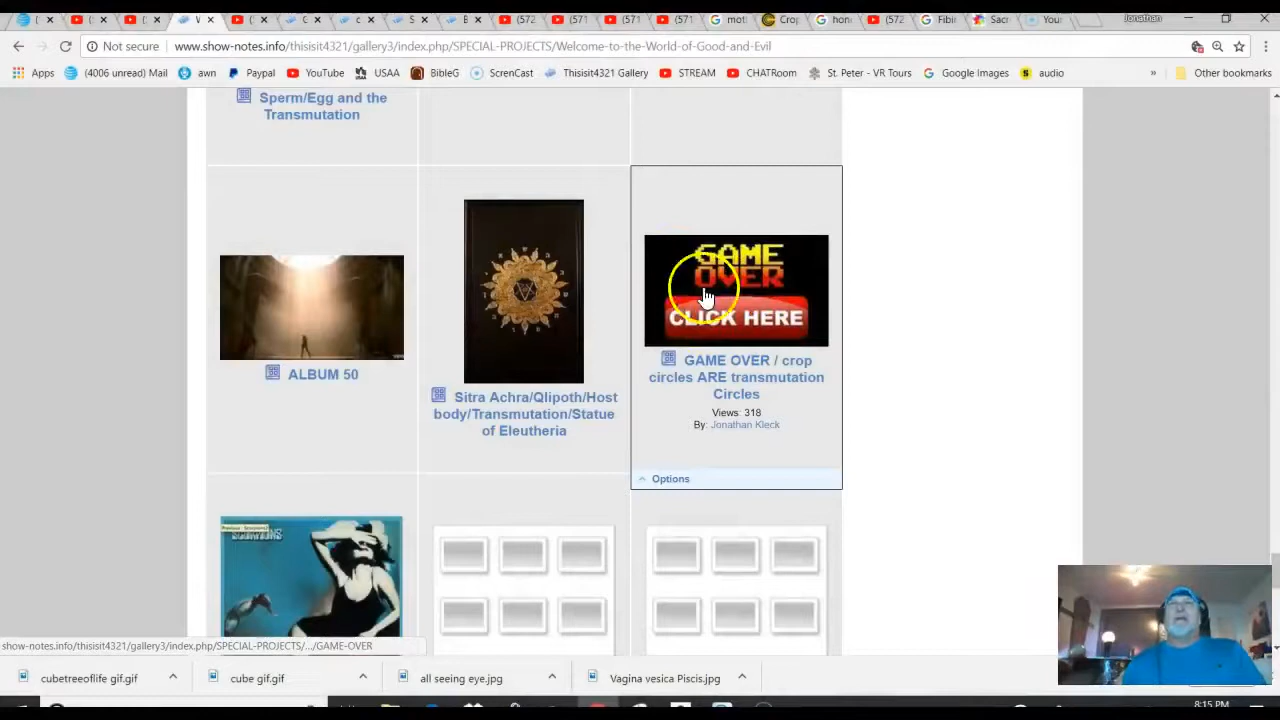 Jonathan
Not secure
www.show-notes.info/thisisit4321/gallery3/index.php/SPECIAL-PROJECTS/Welcome-to-the-World-of-Good-and-Evil
Apps (4006 unread) Mail awn Paypal YouTube USAA BibleG ScrenCast Thisisit4321 Gallery STREAM CHATRoom St. Peter - VR Tours Google Images audio » Other bookmarks
Sperm/Egg and the
Transmutation
GAME
OVER
CLICK HERE
ALBUM 50
Sitra Achra/Qlipoth/Host
body/Transmutation/Statue
of Eleutheria
GAME OVER / crop
circles ARE transmutation
Circles
Views: 318
By: Jonathan Kleck
Options
SCORPIONS
show-notes.info/thisisit4321/gallery3/index.php/SPECIAL-PROJECTS/.../GAME-OVER
cubetreeoflife gif.gif
cube gif.gif
all seeing eye.jpg
Vagina vesica Piscis.jpg
8:15 PM